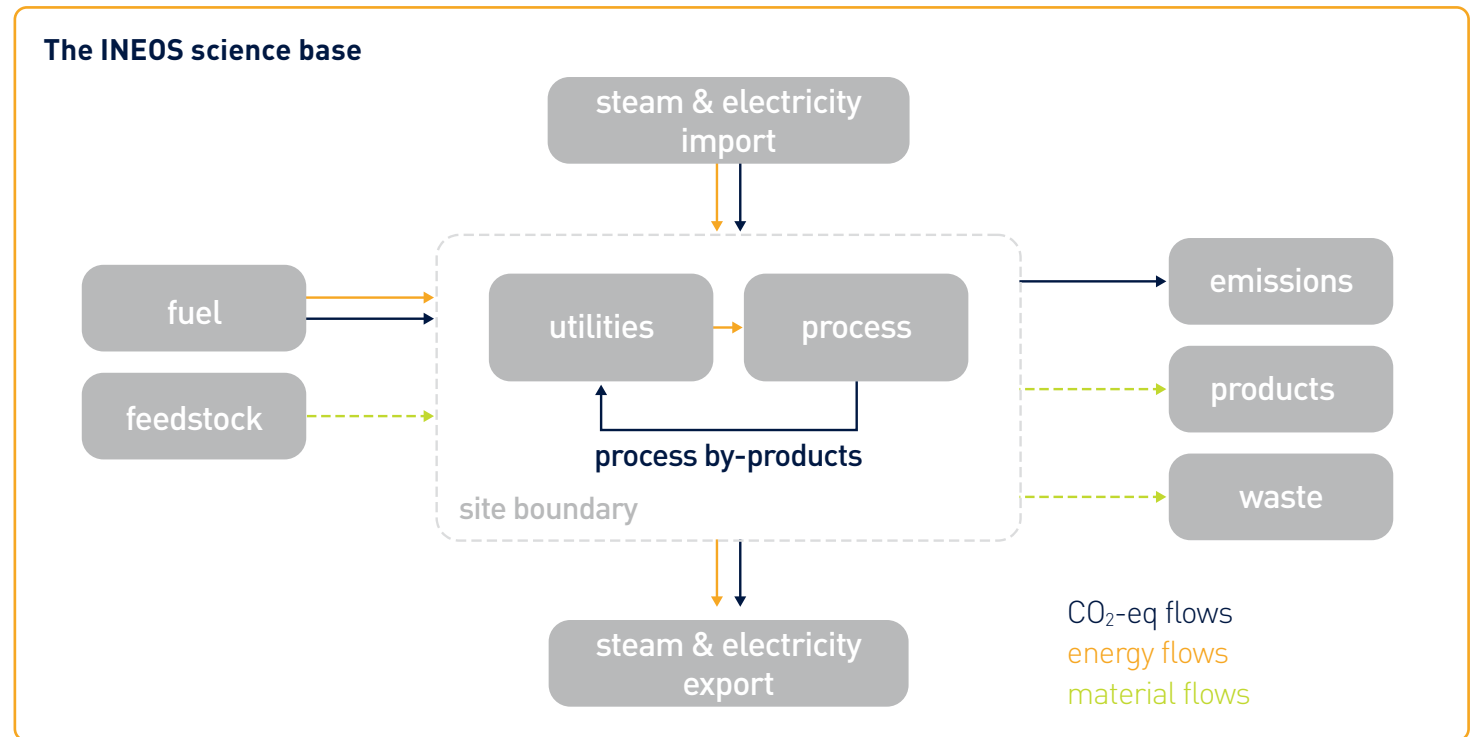 The INEOS science base
steam & electricity
import
fuel
feedstock
utilities
process
process by-products
site boundary
emissions
products
waste
steam & electricity
export
CO₂-eq flows
energy flows
material flows